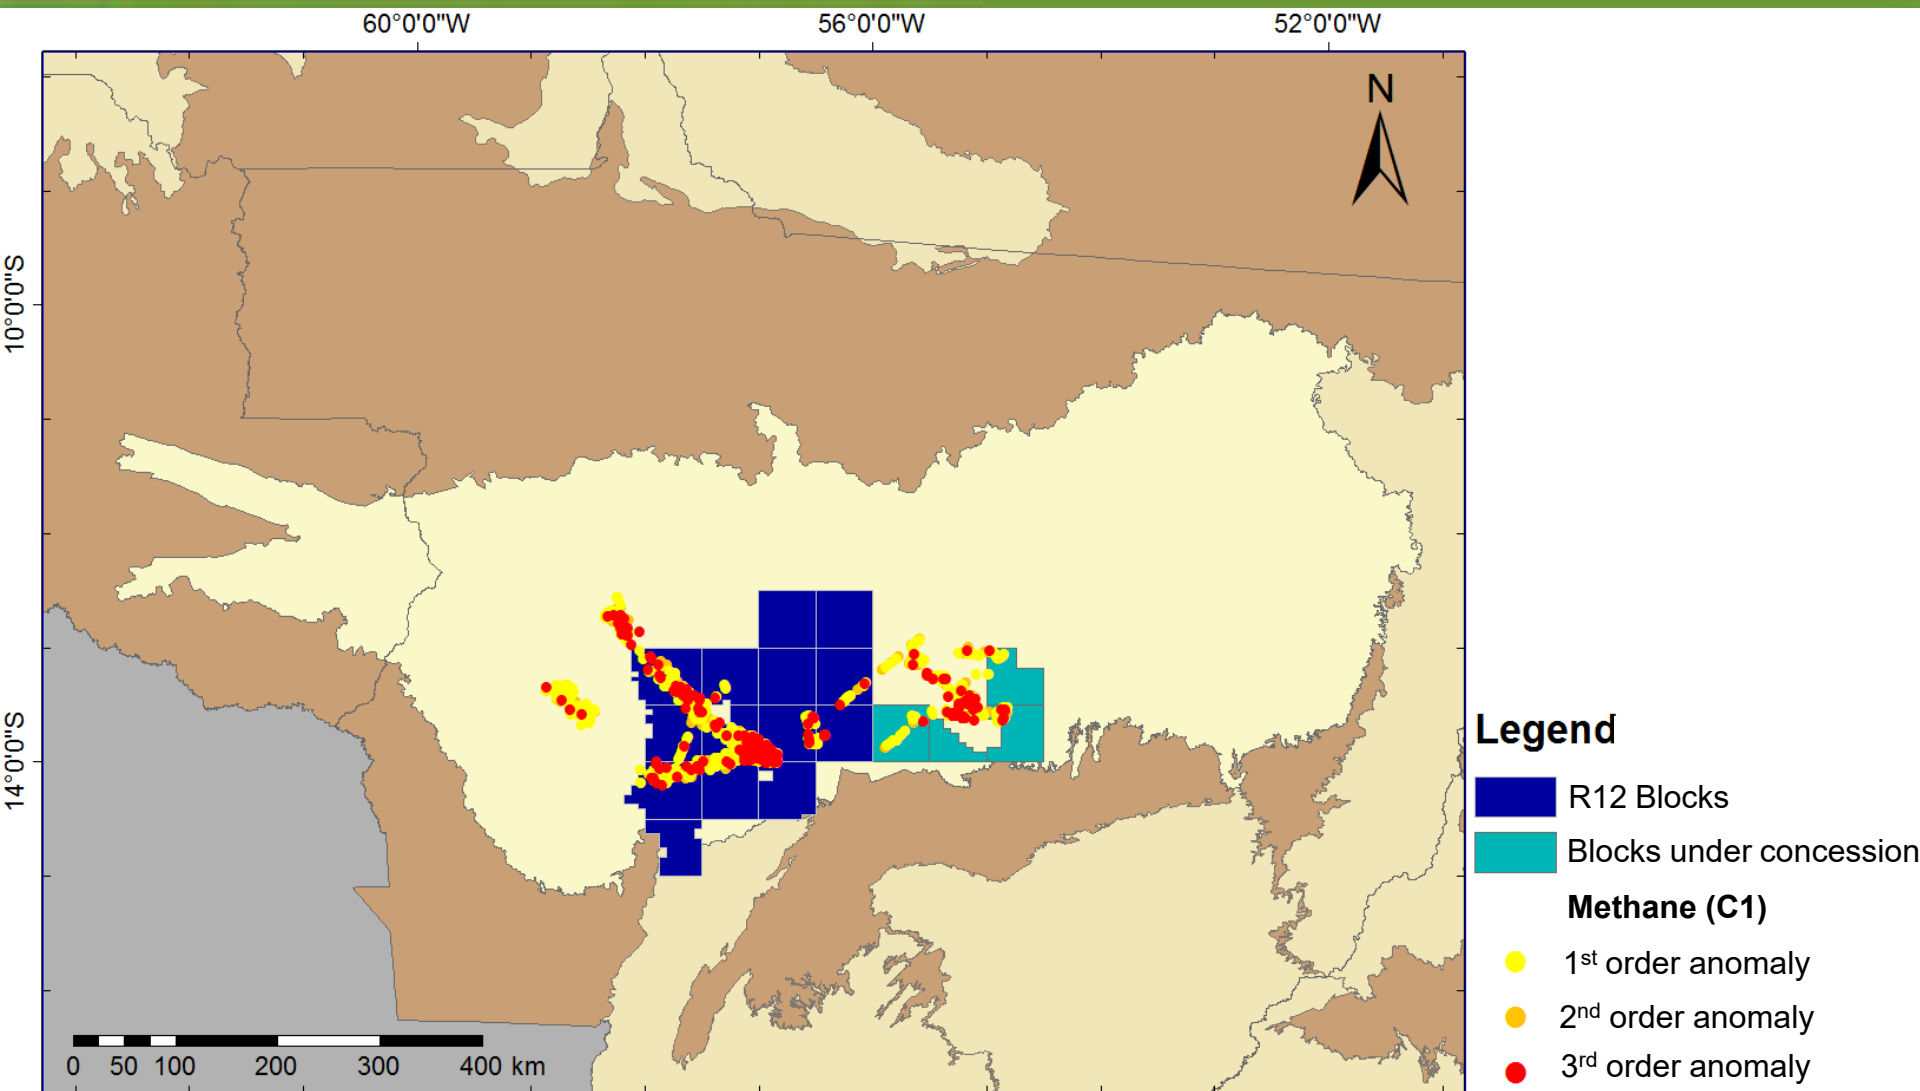 60°0'0"W
56°0'0"W
52°0'0"W
N
10°0'0"S
14°0'0"S
Legend
R12 Blocks
Blocks under concession
Methane (C1)
1st order anomaly
2nd order anomaly
3rd order anomaly
0 50 100 200 300 400 km